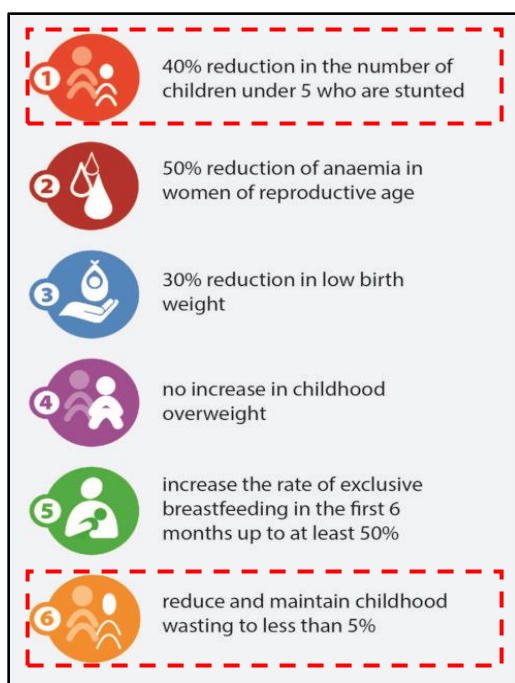 1
40% reduction in the number of
children under 5 who are stunted
2
50% reduction of anaemia in
women of reproductive age
3
30% reduction in low birth
weight
4
no increase in childhood
overweight
5
increase the rate of exclusive
breastfeeding in the first 6
months up to at least 50%
6
reduce and maintain childhood
wasting to less than 5%